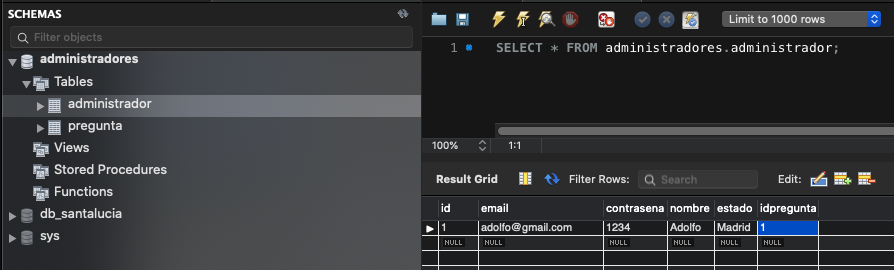 SCHEMAS
Filter objects
administradores
Tables
administrador
pregunta
Views
Stored Procedures
Functions
db_santalucia
sys
Limit to 1000 rows
1 SELECT * FROM administradores.administrador;
100% 1:1
Result Grid Filter Rows: Search Edit:
id email contrasena nombre estado idpregunta
1 adolfo@gmail.com 1234 Adolfo Madrid 1
NULL NULL NULL NULL NULL NULL